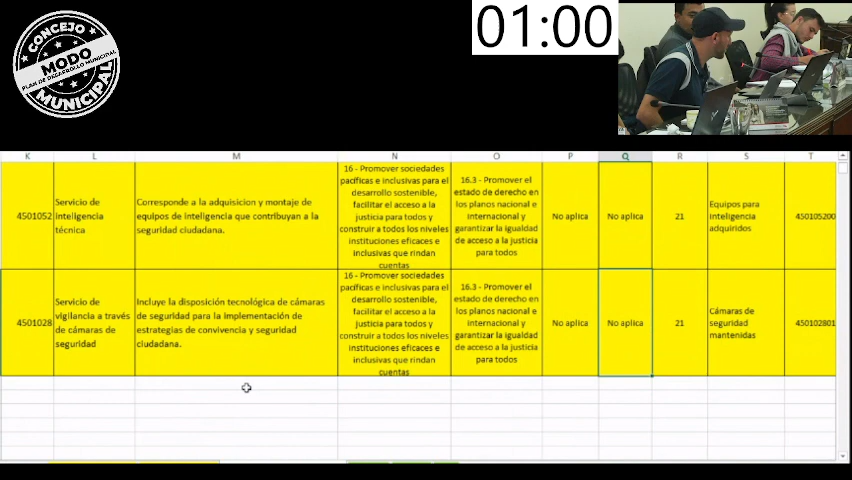 CONCEJO
MODO
PLAN DE DESARROLLO MUNICIPAL
MUNICIPAL
01:00
K L M N O P Q R S T
4501052
Servicio de
inteligencia
técnica
Corresponde a la adquisicion y montaje de
equipos de inteligencia que contribuyan a la
seguridad ciudadana.
16 - Promover sociedades
pacíficas e inclusivas para el
desarrollo sostenible,
facilitar el acceso a la
justicia para todos y
construir a todos los niveles
instituciones eficaces e
inclusivas que rindan
cuentas
16.3 - Promover el
estado de derecho en
los planos nacional e
internacional y
garantizar la igualdad
de acceso a la justicia
para todos
No aplica
No aplica
21
Equipos para
inteligencia
adquiridos
450105200
4501028
Servicio de
vigilancia a través
de cámaras de
seguridad
Incluye la disposición tecnológica de cámaras
de seguridad para la implementación de
estrategias de convivencia y seguridad
ciudadana.
16 - Promover sociedades
pacíficas e inclusivas para el
desarrollo sostenible,
facilitar el acceso a la
justicia para todos y
construir a todos los niveles
instituciones eficaces e
inclusivas que rindan
cuentas
16.3 - Promover el
estado de derecho en
los planos nacional e
internacional y
garantizar la igualdad
de acceso a la justicia
para todos
No aplica
No aplica
21
Cámaras de
seguridad
mantenidas
450102801